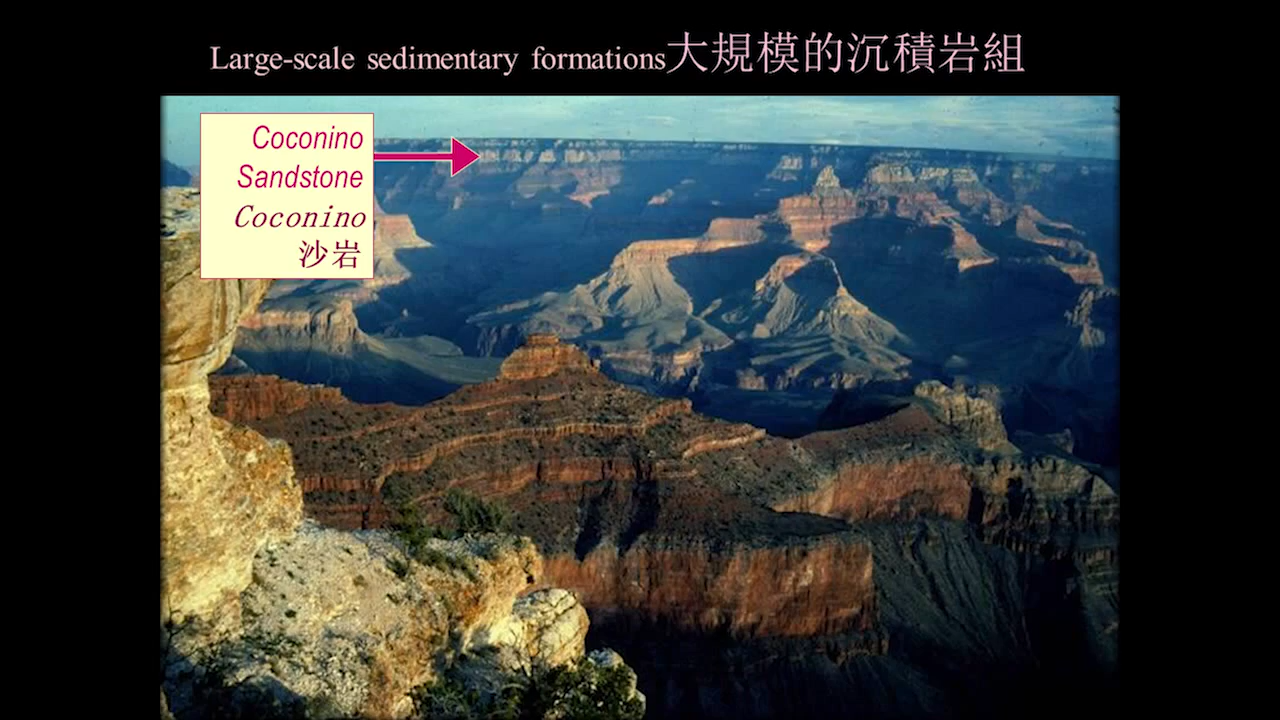 Large-scale sedimentary formations大規模的沉積岩組
Coconino
Sandstone
Coconino
沙岩